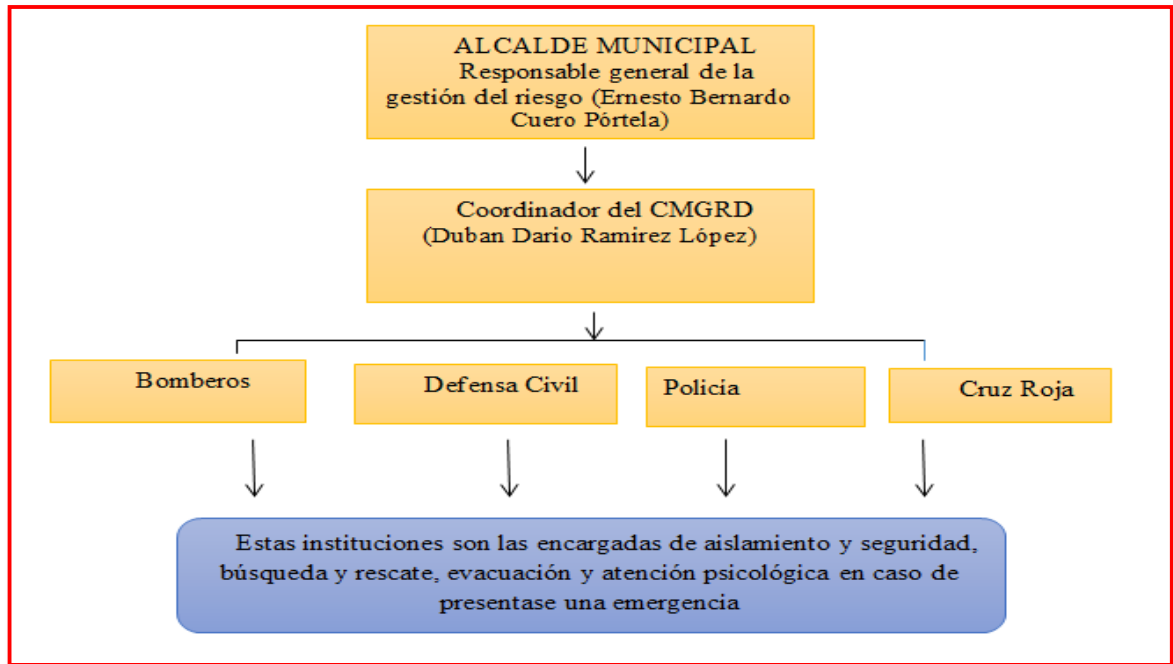 ALCALDE MUNICIPAL
Responsable general de la
gestión del riesgo (Ernesto Bernardo
Cuero Pórtela)
Coordinador del CMGRD
(Duban Dario Ramírez López)
Bomberos
Defensa Civil
Policía
Cruz Roja
Estas instituciones son las encargadas de aislamiento y seguridad,
búsqueda y rescate, evacuación y atención psicológica en caso de
presentase una emergencia